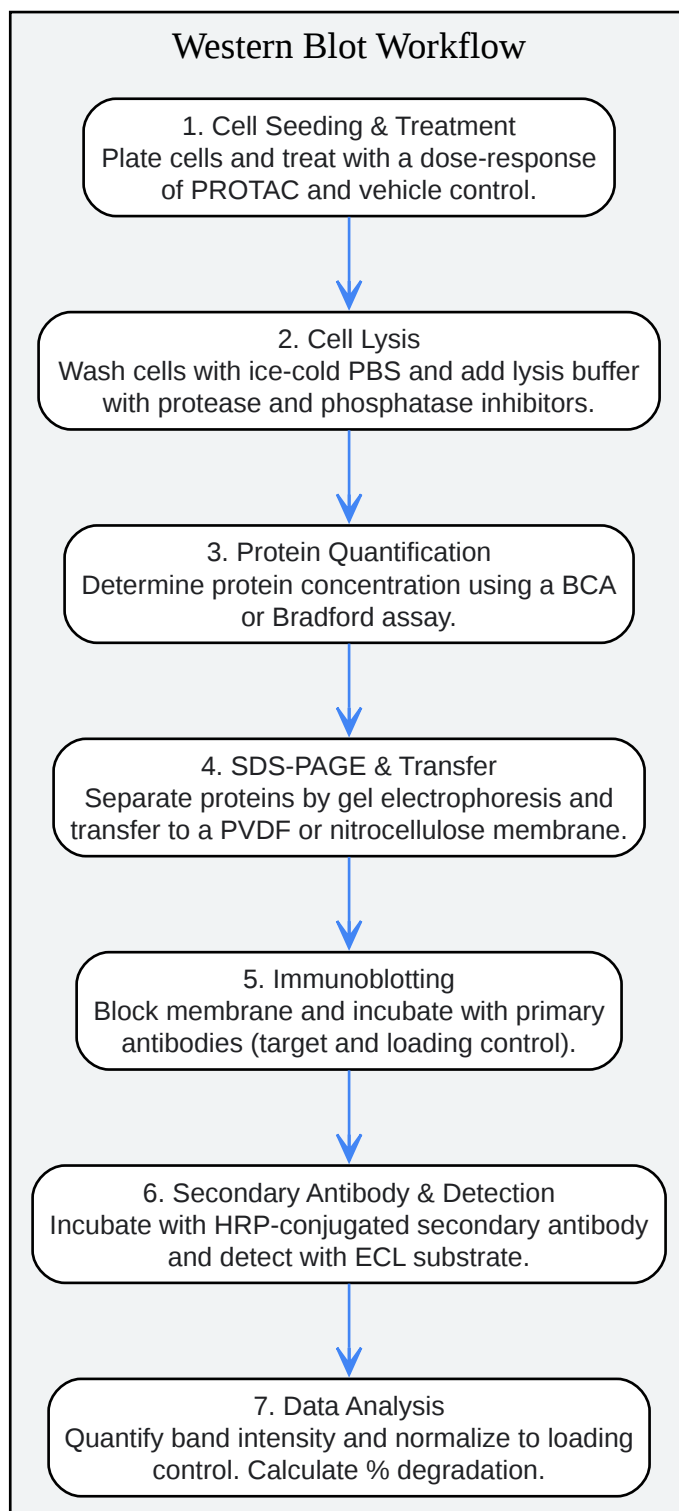 Western Blot Workflow
1. Cell Seeding & Treatment
Plate cells and treat with a dose-response
of PROTAC and vehicle control.
2. Cell Lysis
Wash cells with ice-cold PBS and add lysis buffer
with protease and phosphatase inhibitors.
3. Protein Quantification
Determine protein concentration using a BCA
or Bradford assay.
4. SDS-PAGE & Transfer
Separate proteins by gel electrophoresis and
transfer to a PVDF or nitrocellulose membrane.
5. Immunoblotting
Block membrane and incubate with primary
antibodies (target and loading control).
6. Secondary Antibody & Detection
Incubate with HRP-conjugated secondary antibody
and detect with ECL substrate.
7. Data Analysis
Quantify band intensity and normalize to loading
control. Calculate % degradation.